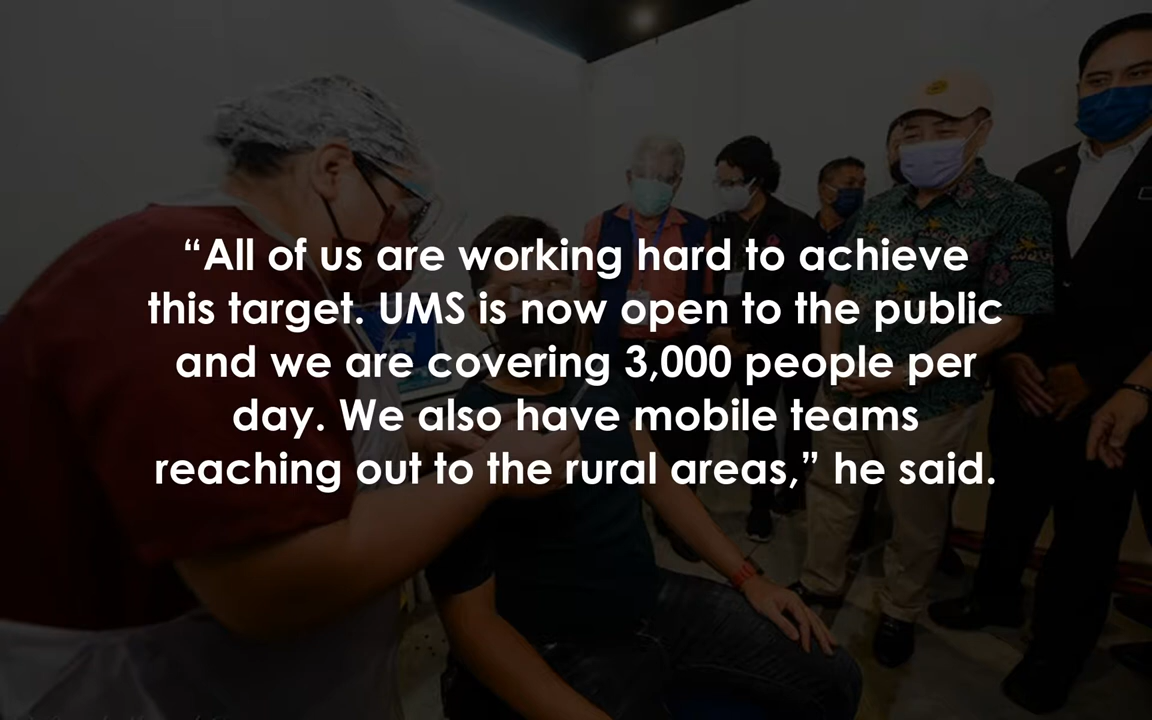 “All of us are working hard to achieve
this target. UMS is now open to the public
and we are covering 3,000 people per
day. We also have mobile teams
reaching out to the rural areas,” he said.